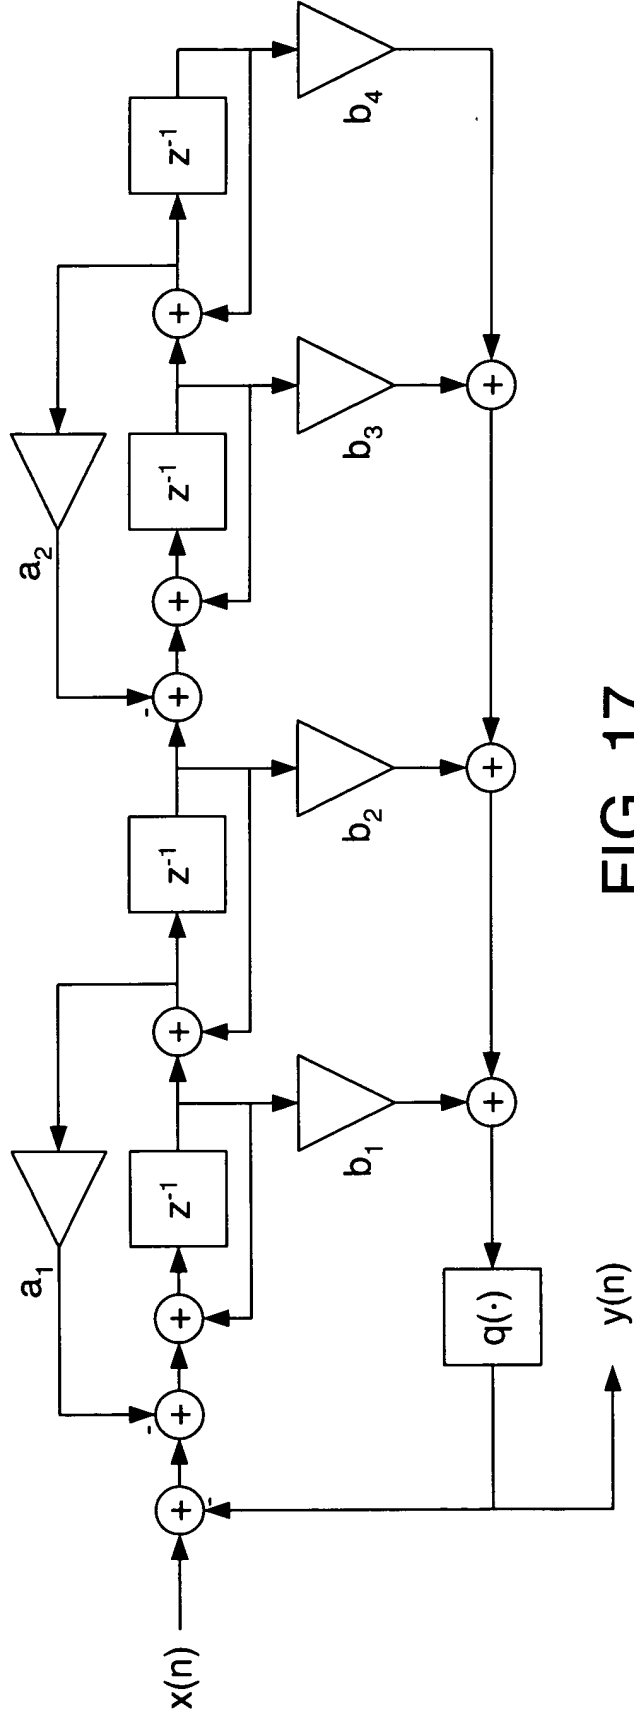 a₁
a₂
x(n)
-
+
-
+
+
z⁻¹
+
z⁻¹
-
+
+
z⁻¹
+
z⁻¹
b₁
b₂
b₃
b₄
q(·)
+
+
+
y(n)
FIG. 17